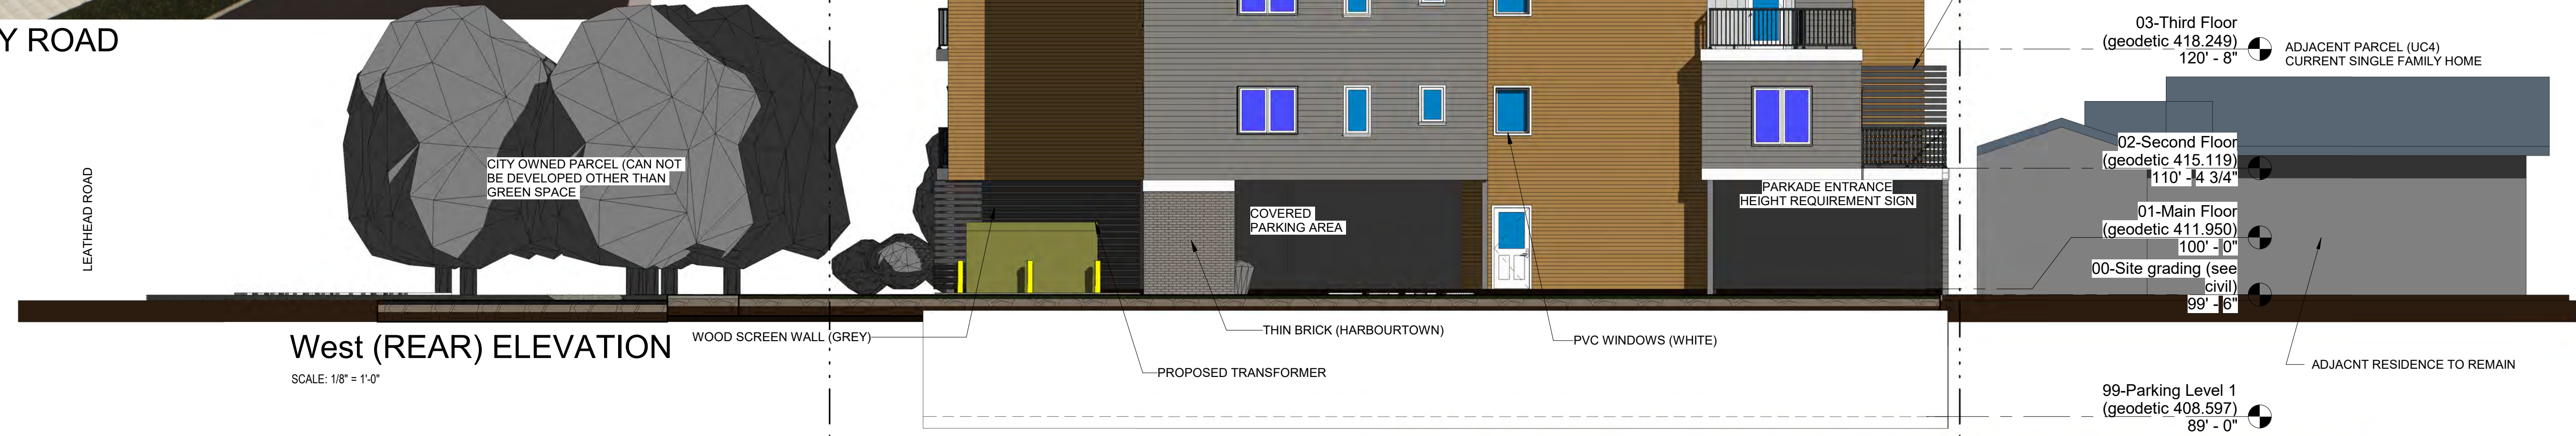 Y ROAD
LEATHEAD ROAD
CITY OWNED PARCEL (CAN NOT
BE DEVELOPED OTHER THAN
GREEN SPACE
COVERED
PARKING AREA
PARKADE ENTRANCE
HEIGHT REQUIREMENT SIGN
03-Third Floor
(geodetic 418.249)
120' - 8"
ADJACENT PARCEL (UC4)
CURRENT SINGLE FAMILY HOME
02-Second Floor
(geodetic 415.119)
110' - 4 3/4"
01-Main Floor
(geodetic 411.950)
100' - 0"
00-Site grading (see
civil)
99' - 6"
West (REAR) ELEVATION
SCALE: 1/8" = 1'-0"
WOOD SCREEN WALL (GREY)
THIN BRICK (HARBOURTOWN)
PROPOSED TRANSFORMER
PVC WINDOWS (WHITE)
ADJACNT RESIDENCE TO REMAIN
99-Parking Level 1
(geodetic 408.597)
89' - 0"